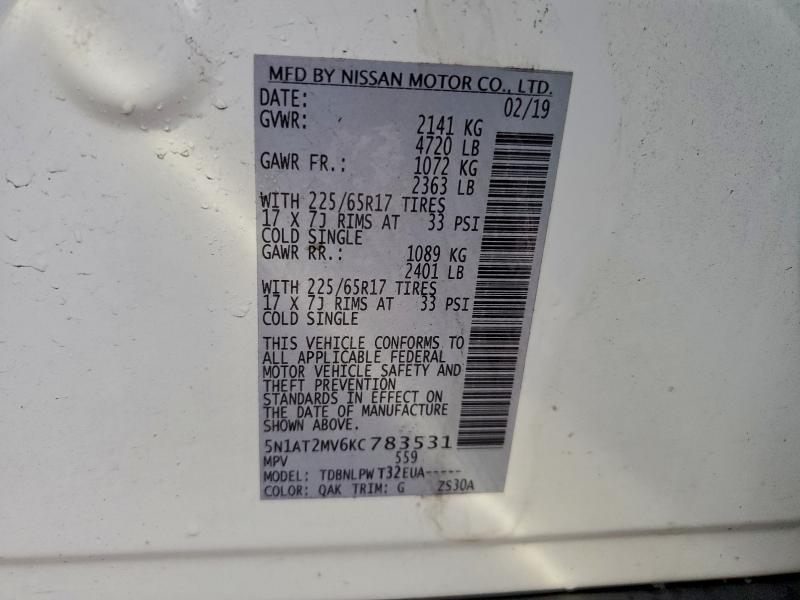 MFD BY NISSAN MOTOR CO., LTD.
DATE: 02/19
GVWR: 2141 KG
4720 LB
GAWR FR.: 1072 KG
2363 LB
WITH 225/65R17 TIRES
17 X 7J RIMS AT 33 PSI
COLD SINGLE
GAWR RR.: 1089 KG
2401 LB
WITH 225/65R17 TIRES
17 X 7J RIMS AT 33 PSI
COLD SINGLE
THIS VEHICLE CONFORMS TO
ALL APPLICABLE FEDERAL
MOTOR VEHICLE SAFETY AND
THEFT PREVENTION
STANDARDS IN EFFECT ON
THE DATE OF MANUFACTURE
SHOWN ABOVE.
5N1AT2MV6KC783531
MPV 559
MODEL: TDBNLPW T32EUA-----
COLOR: QAK TRIM: G ZS30A